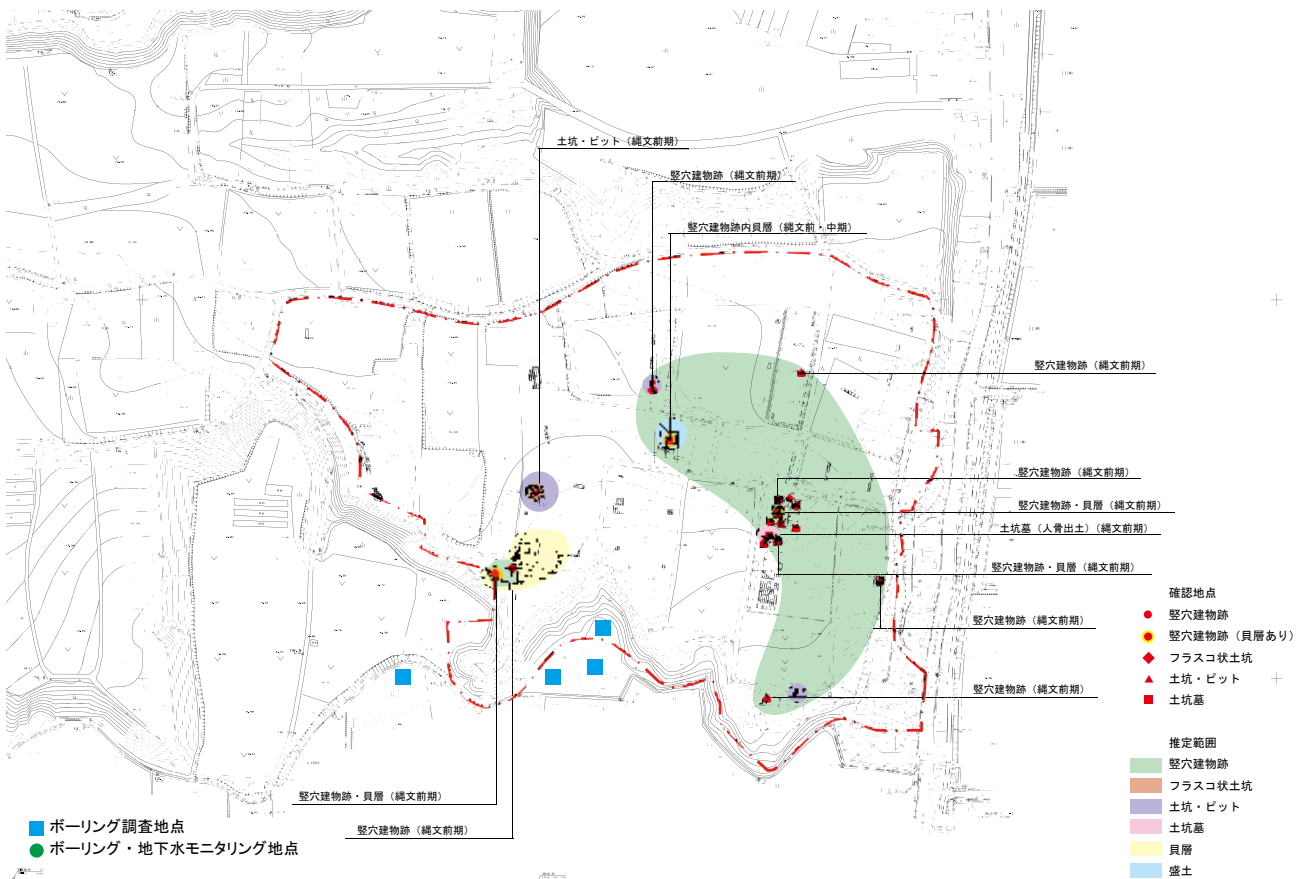 土坑・ピット（縄文前期）
竪穴建物跡（縄文前期）
竪穴建物跡内貝層（縄文前・中期）
竪穴建物跡（縄文前期）
竪穴建物跡（縄文前期）
竪穴建物跡・貝層（縄文前期）
土坑墓（人骨出土）（縄文前期）
竪穴建物跡・貝層（縄文前期）
竪穴建物跡（縄文前期）
竪穴建物跡（縄文前期）
竪穴建物跡・貝層（縄文前期）
竪穴建物跡（縄文前期）
ボーリング調査地点
ボーリング・地下水モニタリング地点
確認地点
竪穴建物跡
竪穴建物跡（貝層あり）
フラスコ状土坑
土坑・ピット
土坑墓
推定範囲
竪穴建物跡
フラスコ状土坑
土坑・ピット
土坑墓
貝層
盛土